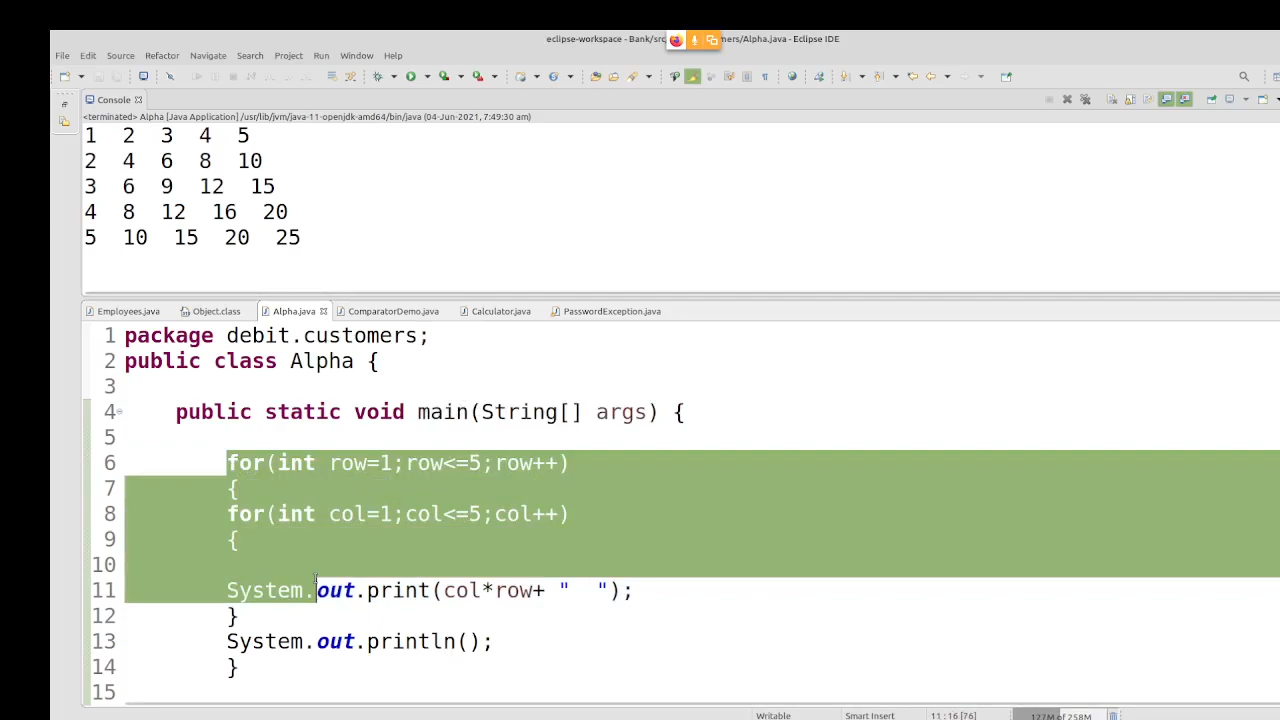 eclipse-workspace - Bank/src mers/Alpha.java - Eclipse IDE
File Edit Source Refactor Navigate Search Project Run Window Help
Console
<terminated> Alpha [Java Application] /usr/lib/jvm/java-11-openjdk-amd64/bin/java (04-Jun-2021, 7:49:30 am)
1 2 3 4 5
2 4 6 8 10
3 6 9 12 15
4 8 12 16 20
5 10 15 20 25
Employees.java Object.class Alpha.java ComparatorDemo.java Calculator.java PasswordException.java
1 package debit.customers;
2 public class Alpha {
3
4 public static void main(String[] args) {
5
6 for(int row=1;row<=5;row++)
7 {
8 for(int col=1;col<=5;col++)
9 {
10
11 System.out.print(col*row+ "  ");
12 }
13 System.out.println();
14 }
15
Writable Smart Insert 11 : 16 [76] 127M of 258M